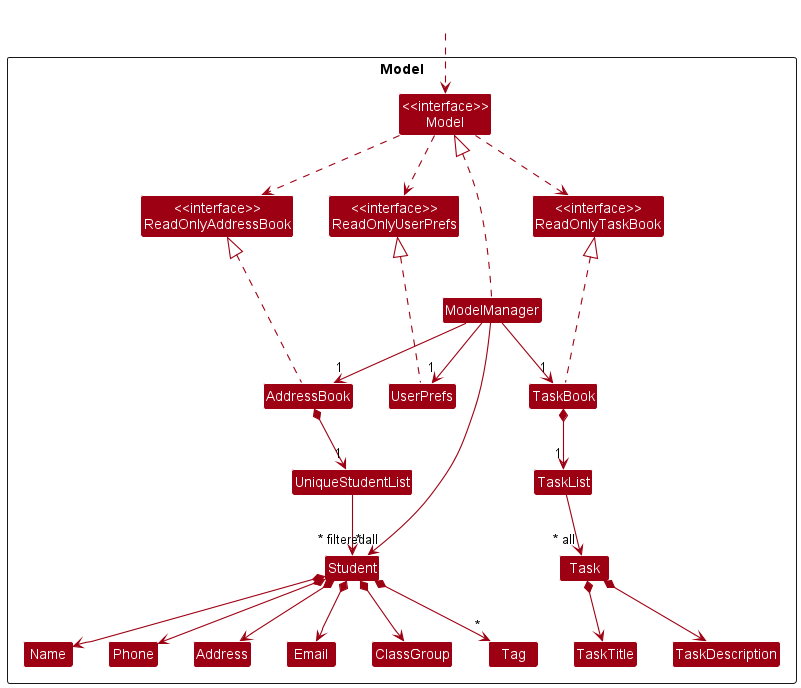 Model
<<interface>>
Model
<<interface>>
ReadOnlyAddressBook
<<interface>>
ReadOnlyUserPrefs
<<interface>>
ReadOnlyTaskBook
ModelManager
1
1
1
AddressBook
UserPrefs
TaskBook
1
1
UniqueStudentList
TaskList
* filtered
* all
* all
Student
Task
*
Name
Phone
Address
Email
ClassGroup
Tag
TaskTitle
TaskDescription